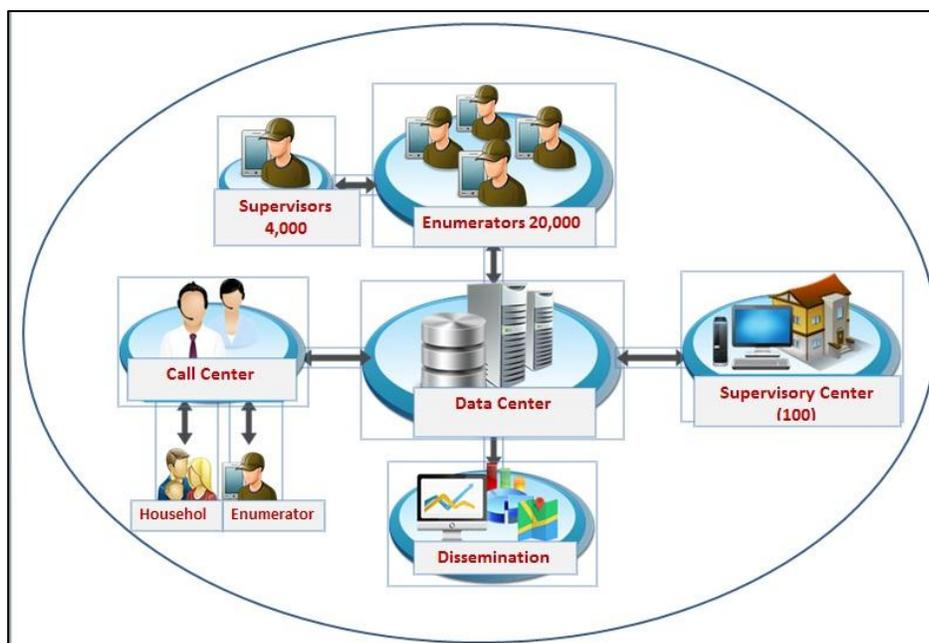 Supervisors
4,000
Enumerators 20,000
Call Center
Data Center
Supervisory Center
(100)
Househol
Enumerator
Dissemination